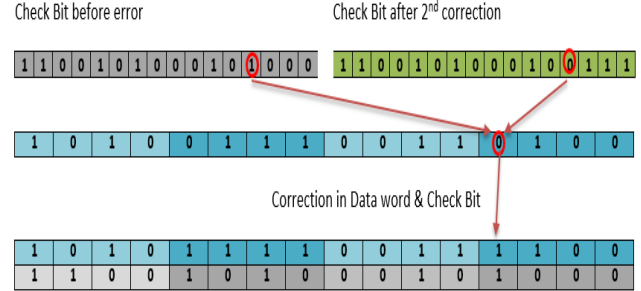 Check Bit before error
Check Bit after 2nd correction
1 1 0 0 1 0 1 0 0 0 1 0 1 0 0 0
1 1 0 0 1 0 1 0 0 0 1 0 0 1 1 1
1 0 1 0 0 1 1 1 0 0 1 1 0 1 0 0
Correction in Data word & Check Bit
1 0 1 0 1 1 1 1 0 0 1 1 1 1 0 0
1 1 0 0 1 0 1 0 0 0 1 0 1 0 0 0